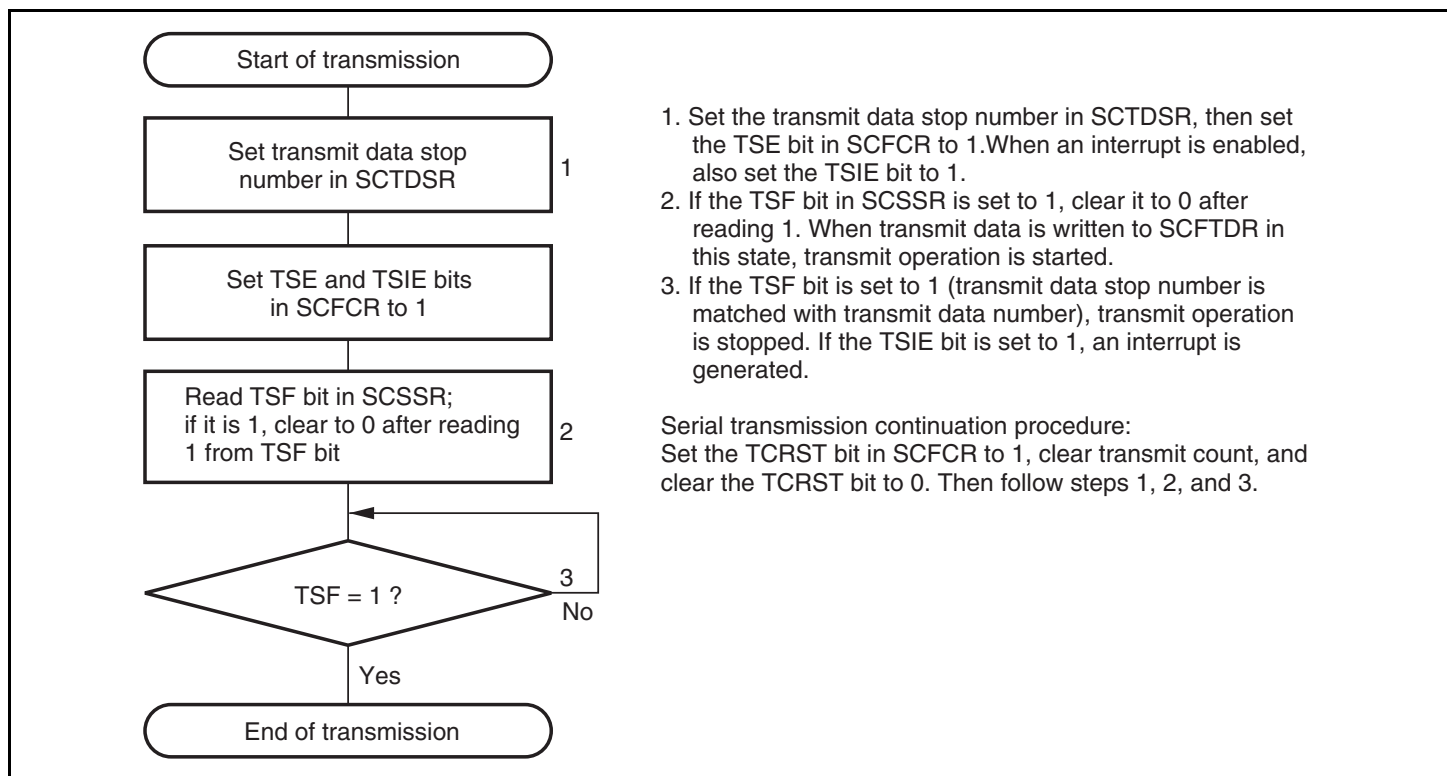 Start of transmission
Set transmit data stop
number in SCTDSR
1
Set TSE and TSIE bits
in SCFCR to 1
Read TSF bit in SCSSR;
if it is 1, clear to 0 after reading
1 from TSF bit
2
TSF = 1 ?
3
No
Yes
End of transmission
1. Set the transmit data stop number in SCTDSR, then set
the TSE bit in SCFCR to 1.When an interrupt is enabled,
also set the TSIE bit to 1.
2. If the TSF bit in SCSSR is set to 1, clear it to 0 after
reading 1. When transmit data is written to SCFTDR in
this state, transmit operation is started.
3. If the TSF bit is set to 1 (transmit data stop number is
matched with transmit data number), transmit operation
is stopped. If the TSIE bit is set to 1, an interrupt is
generated.
Serial transmission continuation procedure:
Set the TCRST bit in SCFCR to 1, clear transmit count, and
clear the TCRST bit to 0. Then follow steps 1, 2, and 3.